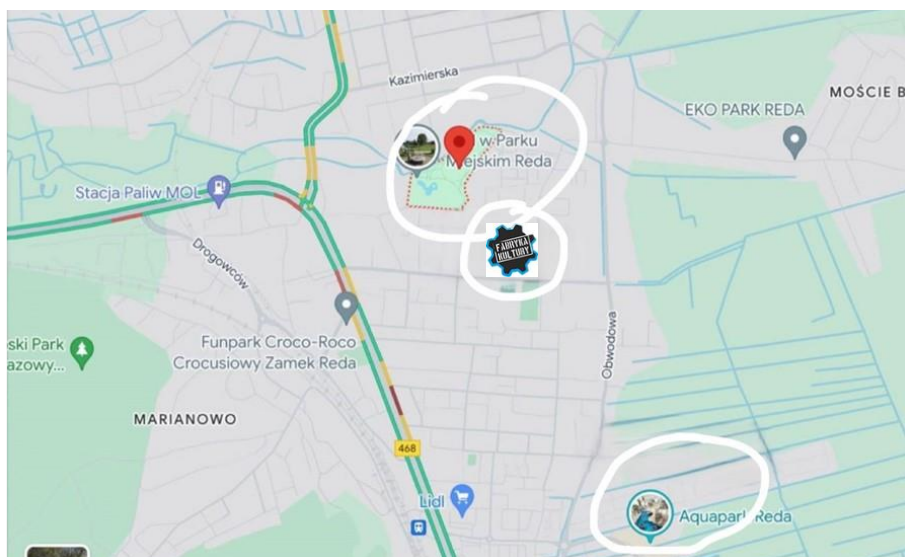 Kazimierska
MOŚCIE B
EKO PARK REDA
w Parku
Miejskim Reda
Stacja Paliw MOL
Drogowców
FABRYKA
KULTURY
Obwodowa
Funpark Croco-Roco
Crocusiowy Zamek Reda
ski Park
azowy...
MARIANOWO
468
Lidl
Aquapark Reda